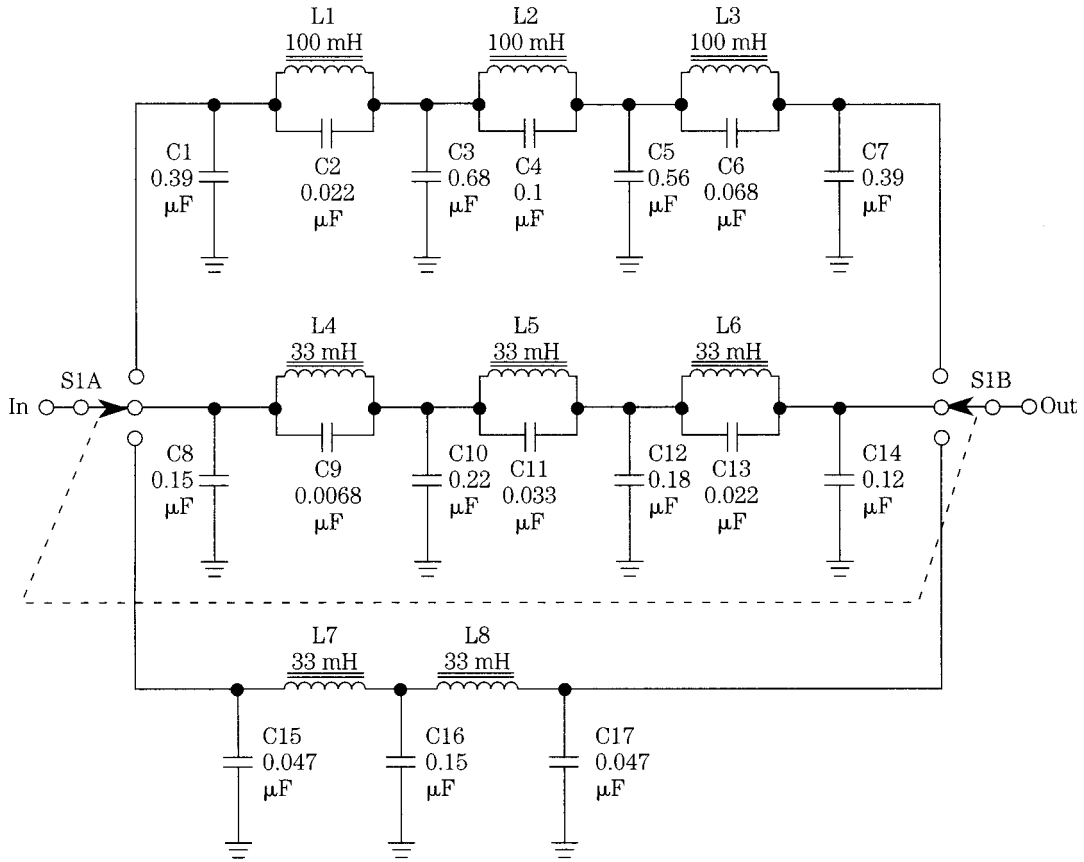 L1
100 mH
L2
100 mH
L3
100 mH
C1
0.39
μF
C2
0.022
μF
C3
0.68
μF
C4
0.1
μF
C5
0.56
μF
C6
0.068
μF
C7
0.39
μF
L4
33 mH
L5
33 mH
L6
33 mH
S1A
S1B
In
Out
C8
0.15
μF
C9
0.0068
μF
C10
0.22
μF
C11
0.033
μF
C12
0.18
μF
C13
0.022
μF
C14
0.12
μF
L7
33 mH
L8
33 mH
C15
0.047
μF
C16
0.15
μF
C17
0.047
μF